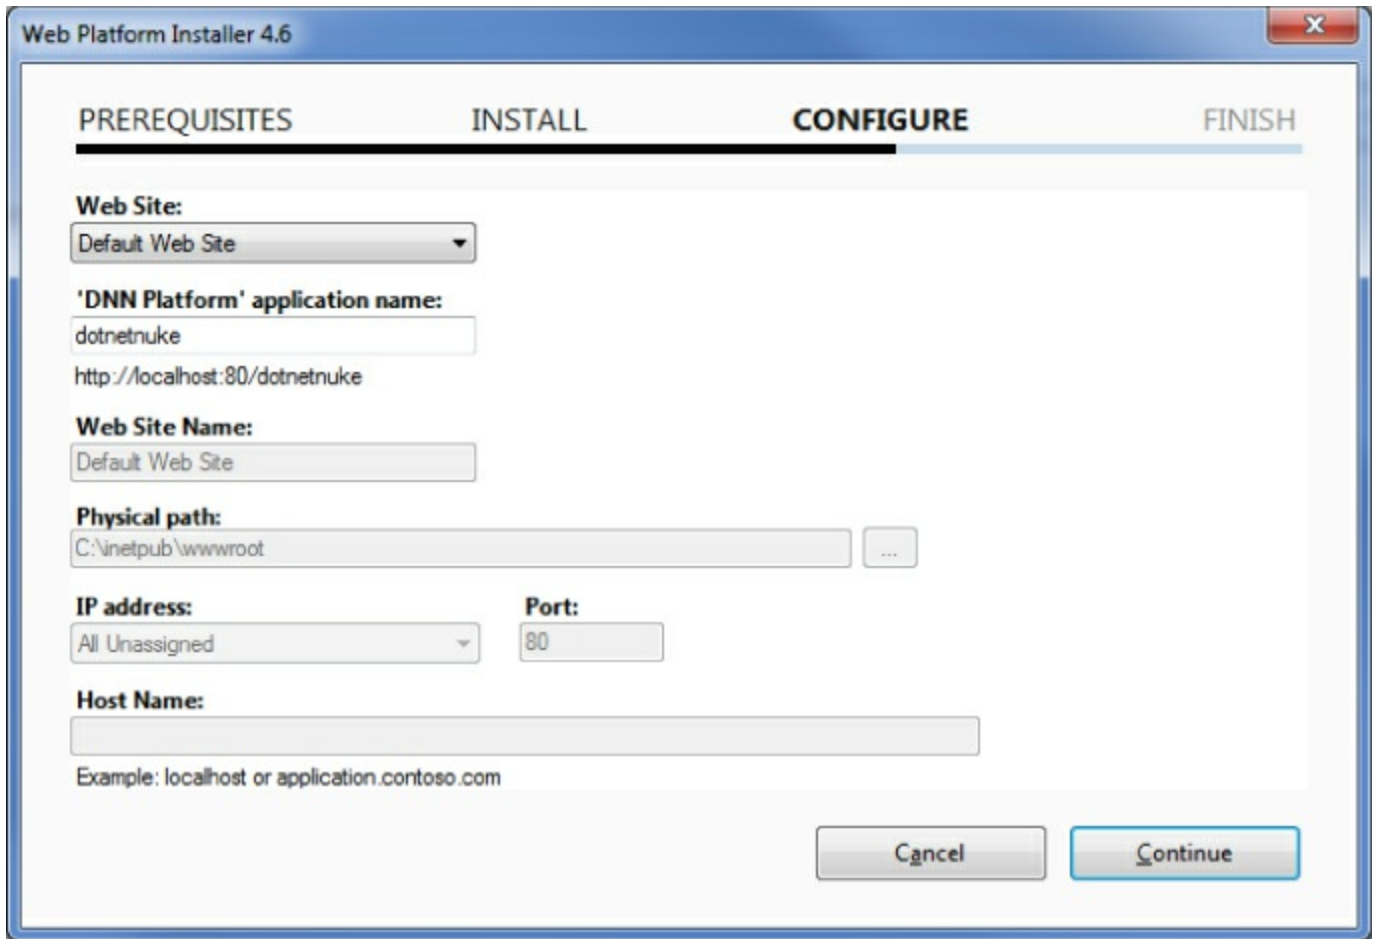 Web Platform Installer 4.6
PREREQUISITES INSTALL CONFIGURE FINISH
Web Site:
Default Web Site
'DNN Platform' application name:
dotnetnuke
http://localhost:80/dotnetnuke
Web Site Name:
Default Web Site
Physical path:
C:\inetpub\wwwroot ...
IP address: Port:
All Unassigned 80
Host Name:
Example: localhost or application.contoso.com
Cancel Continue